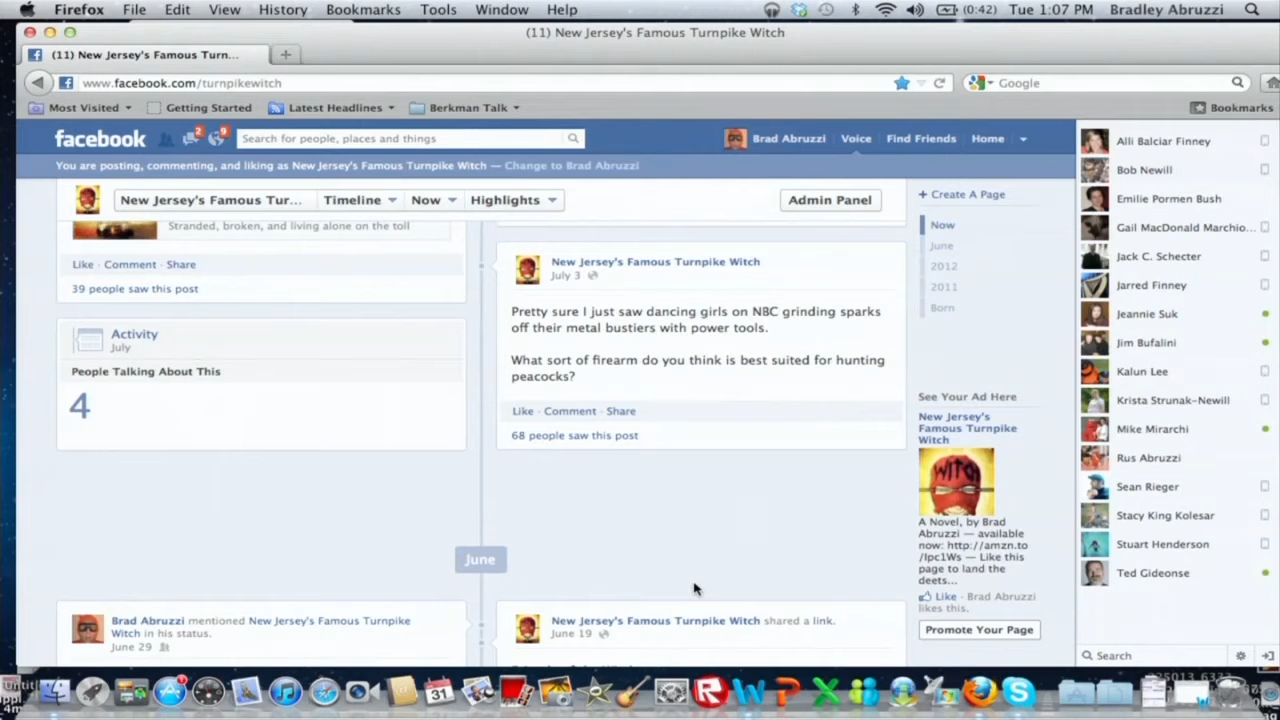 Firefox File Edit View History Bookmarks Tools Window Help (0:42) Tue 1:07 PM Bradley Abruzzi
(11) New Jersey's Famous Turnpike Witch
(11) New Jersey's Famous Turn...
www.facebook.com/turnpikewitch Google
Most Visited Getting Started Latest Headlines Berkman Talk Bookmarks
facebook 2 9 Search for people, places and things Brad Abruzzi Voice Find Friends Home
You are posting, commenting, and liking as New Jersey's Famous Turnpike Witch — Change to Brad Abruzzi
New Jersey's Famous Tur... Timeline Now Highlights Admin Panel
Stranded, broken, and living alone on the toll
Like · Comment · Share
39 people saw this post
Activity
July
People Talking About This
4
New Jersey's Famous Turnpike Witch
July 3
Pretty sure I just saw dancing girls on NBC grinding sparks
off their metal bustiers with power tools.
What sort of firearm do you think is best suited for hunting
peacocks?
Like · Comment · Share
68 people saw this post
June
Brad Abruzzi mentioned New Jersey's Famous Turnpike
Witch in his status.
June 29
New Jersey's Famous Turnpike Witch shared a link.
June 19
+ Create A Page
Now
June
2012
2011
Born
See Your Ad Here
New Jersey's
Famous Turnpike
Witch
WITCH
A Novel, by Brad
Abruzzi — available
now: http://amzn.to
/Ipc1Ws — Like this
page to land the
deets...
Like · Brad Abruzzi
likes this.
Promote Your Page
Alli Balciar Finney
Bob Newill
Emilie Pormen Bush
Gail MacDonald Marchio...
Jack C. Schecter
Jarred Finney
Jeannie Suk
Jim Bufalini
Kalun Lee
Krista Strunak-Newill
Mike Mirarchi
Rus Abruzzi
Sean Rieger
Stacy King Kolesar
Stuart Henderson
Ted Gideonse
Search
31